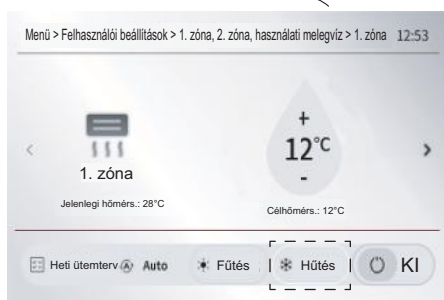 Menü > Felhasználói beállítások > 1. zóna, 2. zóna, használati melegvíz > 1. zóna 12:53
+
12°C
-
1. zóna
Jelenlegi hőmérs.: 28°C
Célhőmérs.: 12°C
Heti ütemterv Auto Fűtés Hűtés KI